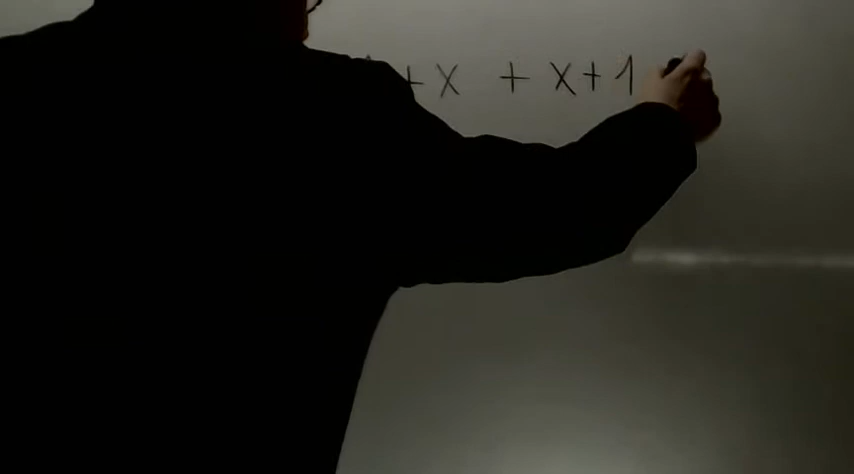 + x + x + 1